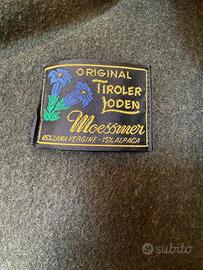 ORIGINAL
TIROLER
LODEN
Moessmer
85% LANA VERGINE - 15% ALPACA
subito